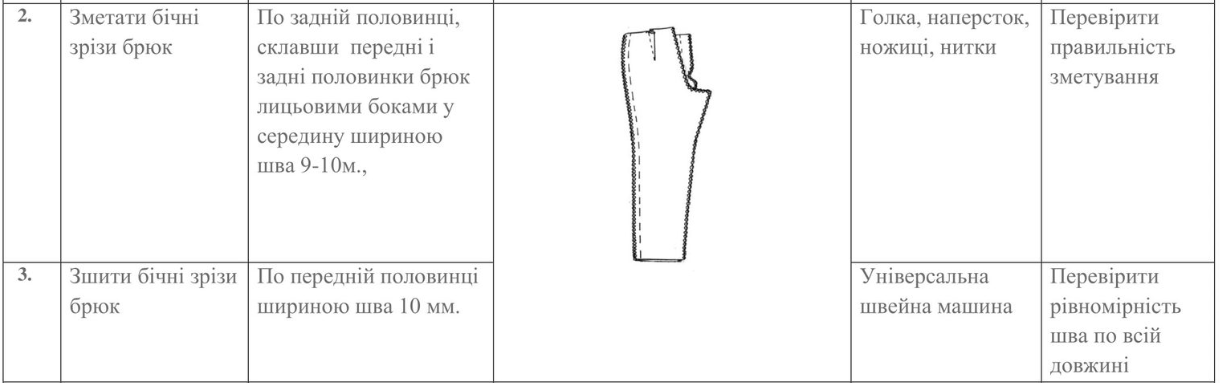 2.
Зметати бічні
зрізи брюк
По задній половинці,
склавши передні і
задні половинки брюк
лицьовими боками у
середину шириною
шва 9-10м.,
Голка, наперсток,
ножиці, нитки
Перевірити
правильність
зметування
3.
Зшити бічні зрізи
брюк
По передній половинці
шириною шва 10 мм.
Універсальна
швейна машина
Перевірити
рівномірність
шва по всій
довжині